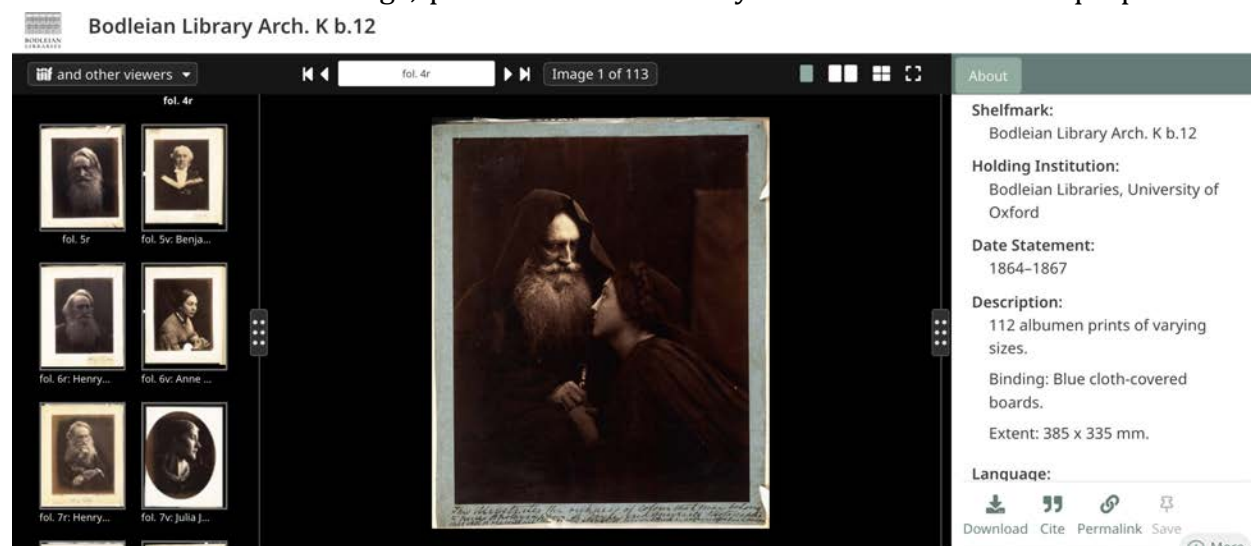 Bodleian Library Arch. K b.12
BODLEIAN
LIBRARIES
and other viewers
fol. 4r
Image 1 of 113
About
fol. 4r
fol. 5r
fol. 5v: Benja...
fol. 6r: Henry...
fol. 6v: Anne ...
fol. 7r: Henry...
fol. 7v: Julia J...
Shelfmark:
Bodleian Library Arch. K b.12
Holding Institution:
Bodleian Libraries, University of
Oxford
Date Statement:
1864–1867
Description:
112 albumen prints of varying
sizes.
Binding: Blue cloth-covered
boards.
Extent: 385 x 335 mm.
Language:
Download
Cite
Permalink
Save
More